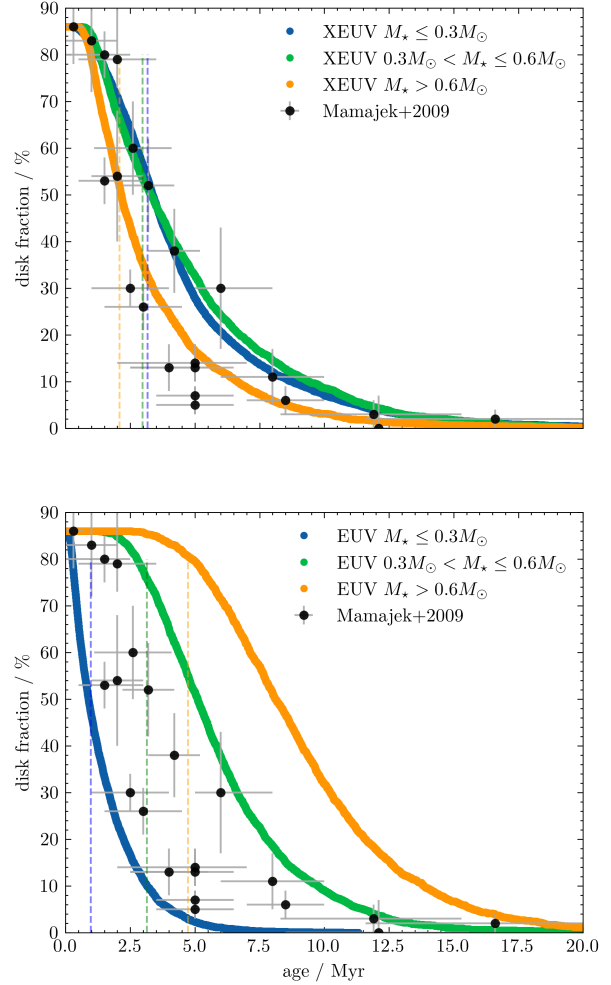 90
80
70
60
50
40
30
20
10
0
disk fraction / %
XEUV M⋆ ≤ 0.3M⊙
XEUV 0.3M⊙ < M⋆ ≤ 0.6M⊙
XEUV M⋆ > 0.6M⊙
Mamajek+2009
90
80
70
60
50
40
30
20
10
0
disk fraction / %
EUV M⋆ ≤ 0.3M⊙
EUV 0.3M⊙ < M⋆ ≤ 0.6M⊙
EUV M⋆ > 0.6M⊙
Mamajek+2009
0.0 2.5 5.0 7.5 10.0 12.5 15.0 17.5 20.0
age / Myr